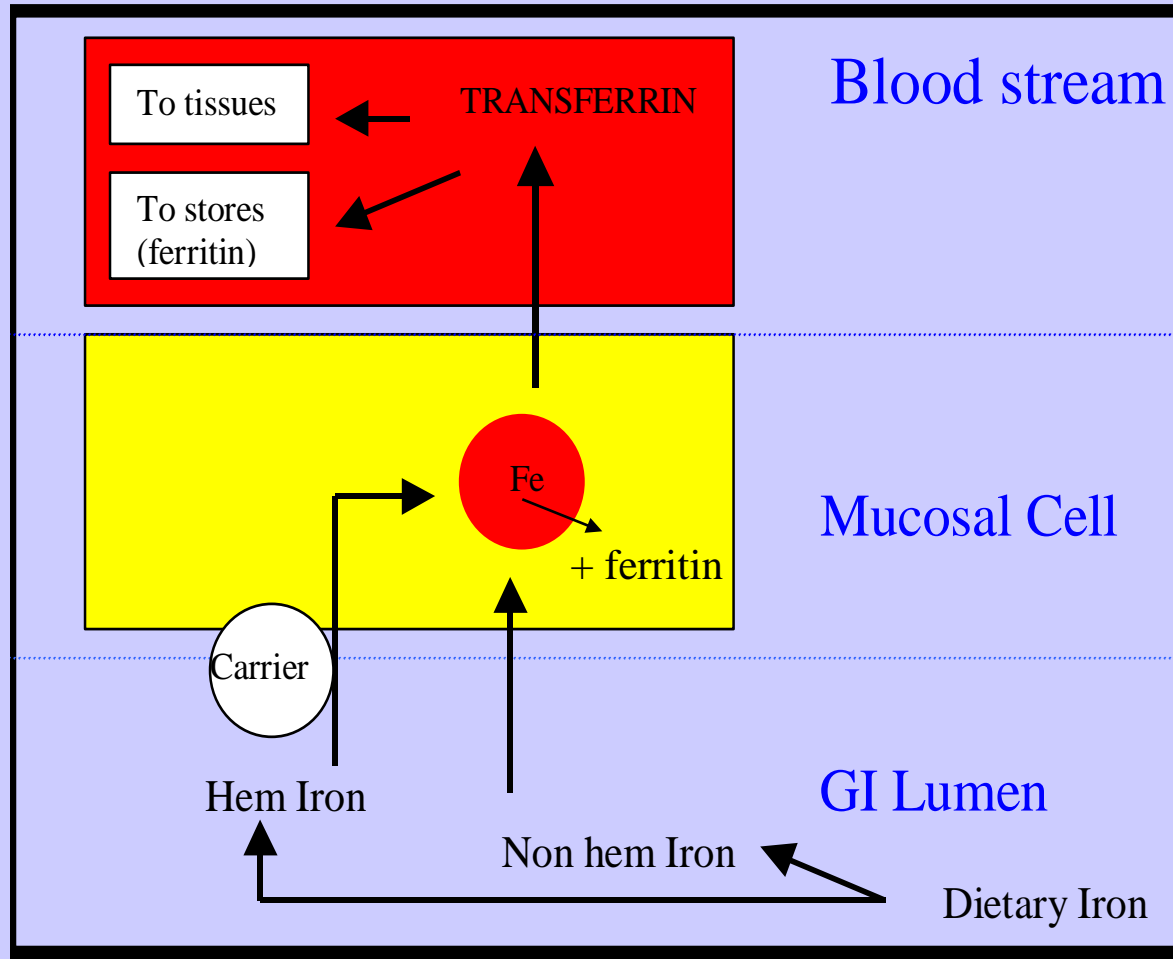 Blood stream
To tissues
TRANSFERRIN
To stores
(ferritin)
Fe
+ ferritin
Mucosal Cell
Carrier
Hem Iron
GI Lumen
Non hem Iron
Dietary Iron